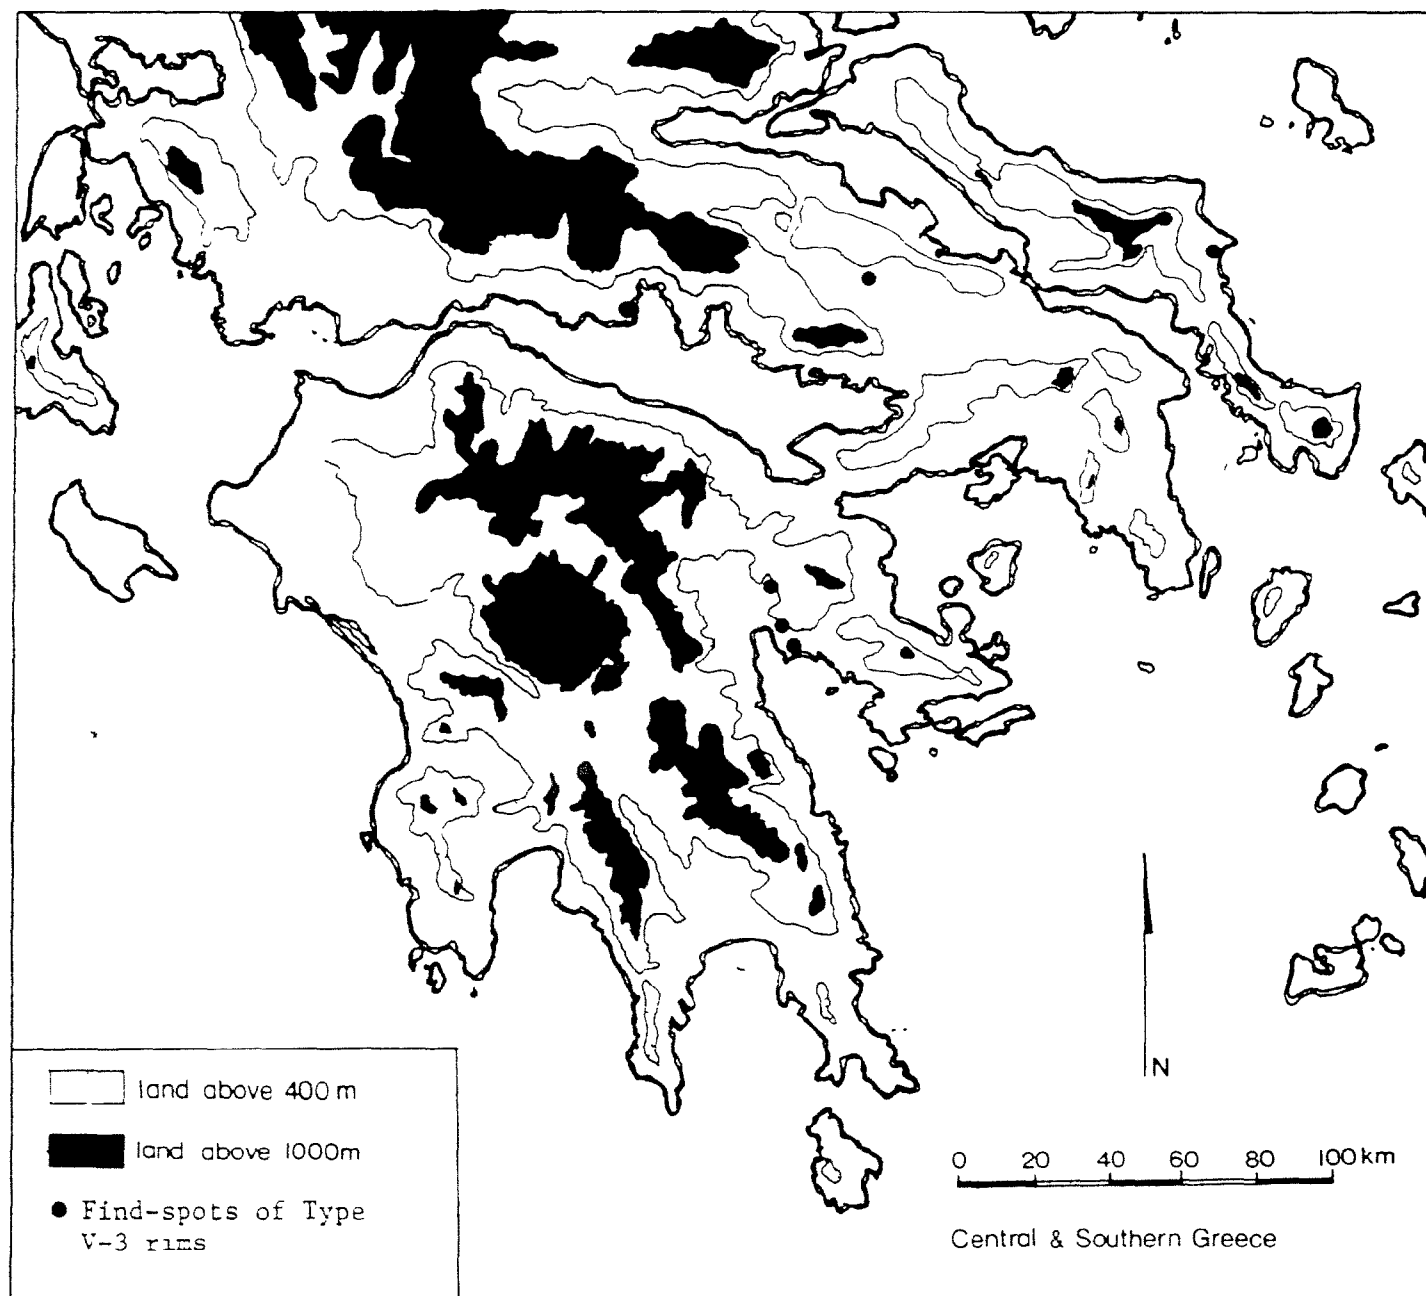 land above 400 m
land above 1000m
Find-spots of Type
V-3 rims
N
0 20 40 60 80 100 km
Central & Southern Greece